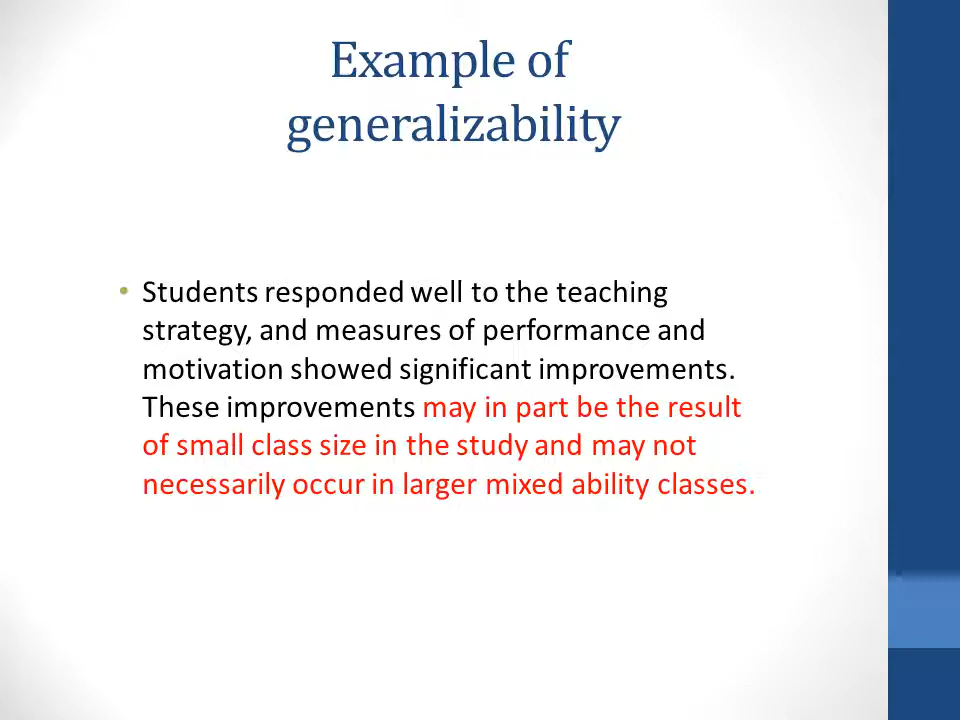 Example of
generalizability
• Students responded well to the teaching
strategy, and measures of performance and
motivation showed significant improvements.
These improvements may in part be the result
of small class size in the study and may not
necessarily occur in larger mixed ability classes.